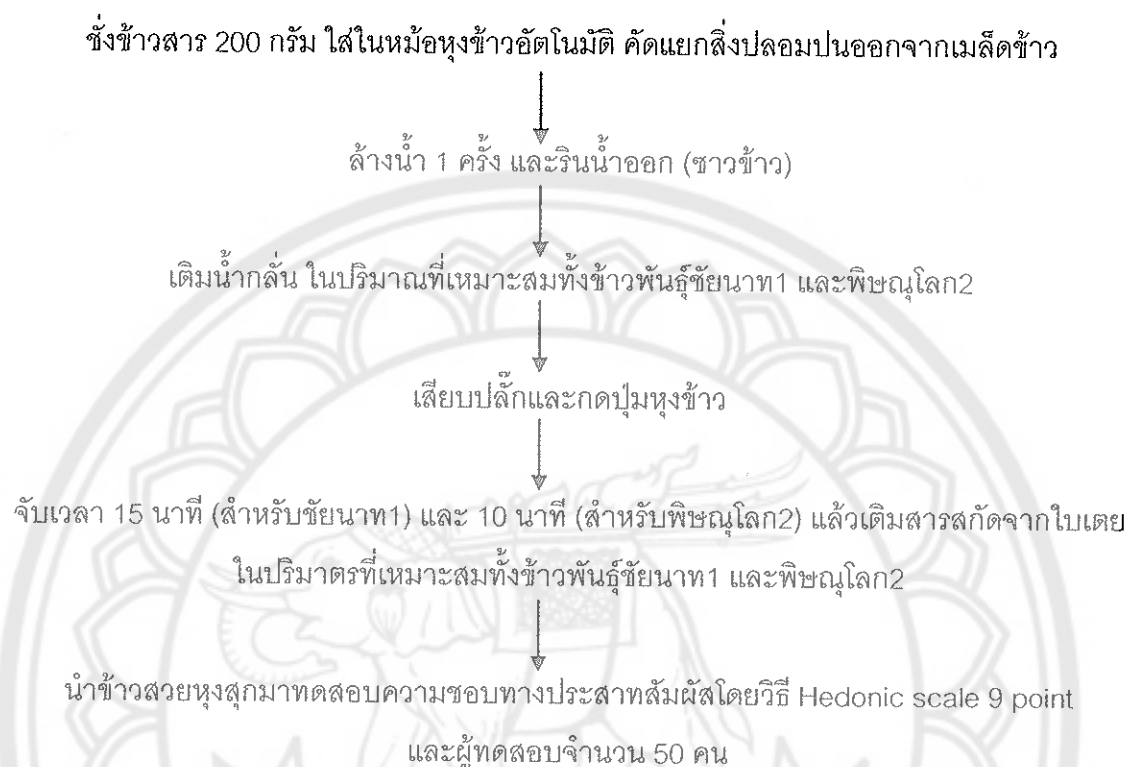 ชั่งข้าวสาร 200 กรัม ใส่ในหม้อหุงข้าวอัตโนมัติ คัดแยกสิ่งปลอมปนออกจากเมล็ดข้าว
ล้างน้ำ 1 ครั้ง และรินน้ำออก (ซาวข้าว)
เติมน้ำกลั่น ในปริมาณที่เหมาะสมทั้งข้าวพันธุ์ชัยนาท1 และพิษณุโลก2
เสียบปลั๊กและกดปุ่มหุงข้าว
จับเวลา 15 นาที (สำหรับชัยนาท1) และ 10 นาที (สำหรับพิษณุโลก2) แล้วเติมสารสกัดจากใบเตย
ในปริมาตรที่เหมาะสมทั้งข้าวพันธุ์ชัยนาท1 และพิษณุโลก2
นำข้าวสวยหุงสุกมาทดสอบความชอบทางประสาทสัมผัสโดยวิธี Hedonic scale 9 point
และผู้ทดสอบจำนวน 50 คน